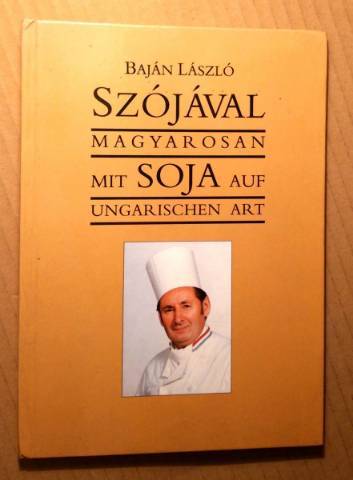 BAJÁN LÁSZLÓ
SZÓJÁVAL
MAGYAROSAN
MIT SOJA AUF
UNGARISCHEN ART